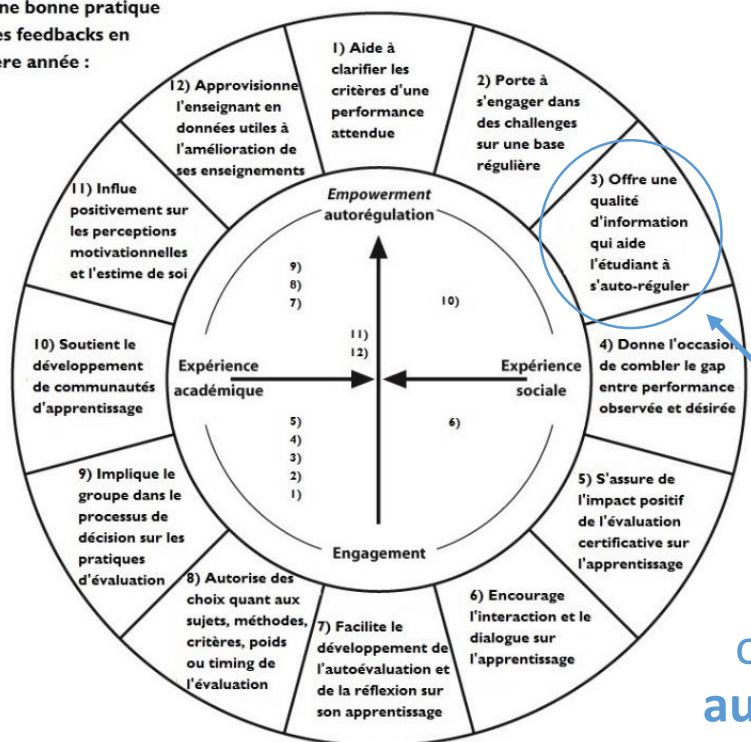 ne bonne pratique
es feedbacks en
ère année :
1) Aide à
clarifier les
critères d'une
performance
attendue
2) Porte à
s'engager dans
des challenges
sur une base
régulière
3) Offre une
qualité
d'information
qui aide
l'étudiant à
s'auto-réguler
4) Donne l'occasion
de combler le gap
entre performance
observée et désirée
5) S'assure de
l'impact positif
de l'évaluation
certificative sur
l'apprentissage
6) Encourage
l'interaction et le
dialogue sur
l'apprentissage
7) Facilite le
développement de
l'autoévaluation et
de la réflexion sur
son apprentissage
8) Autorise des
choix quant aux
sujets, méthodes,
critères, poids
ou timing de
l'évaluation
9) Implique le
groupe dans le
processus de
décision sur les
pratiques
d'évaluation
10) Soutient le
développement
de communautés
d'apprentissage
11) Influe
positivement sur
les perceptions
motivationnelles
et l'estime de soi
12) Approvisionne
l'enseignant en
données utiles à
l'amélioration de
ses enseignements
Empowerment
autorégulation
9)
8)
7)
10)
11)
12)
Expérience
académique
Expérience
sociale
5)
4)
3)
2)
1)
6)
Engagement
au